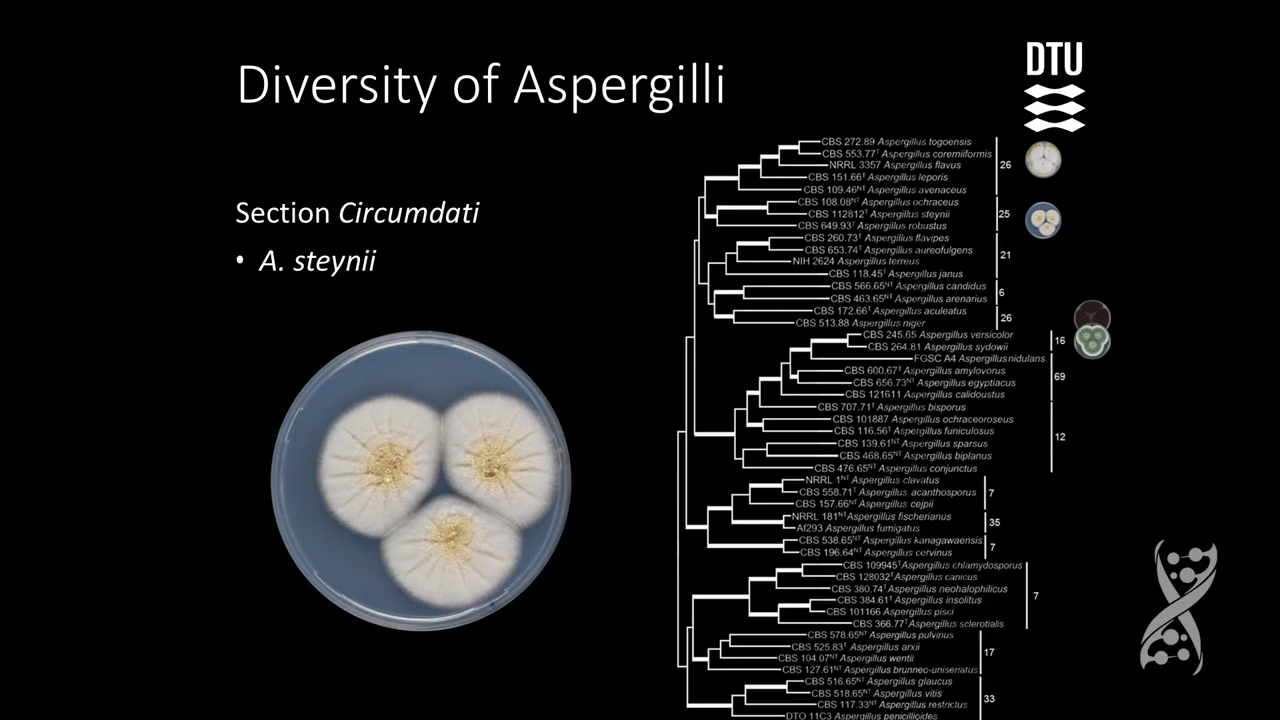 Diversity of Aspergilli
DTU
Section Circumdati
• A. steynii
CBS 272.89 Aspergillus togoensis
CBS 553.77T Aspergillus coremiiformis
NRRL 3357 Aspergillus flavus
CBS 151.66T Aspergillus leporis
CBS 109.46NT Aspergillus avenaceus
26
CBS 108.08NT Aspergillus ochraceus
CBS 112812T Aspergillus steynii
CBS 649.93T Aspergillus robustus
25
CBS 260.73T Aspergillus flavipes
CBS 653.74T Aspergillus aureofulgens
NIH 2624 Aspergillus terreus
CBS 118.45T Aspergillus janus
21
CBS 566.65NT Aspergillus candidus
CBS 463.65NT Aspergillus arenarius
6
CBS 172.66T Aspergillus aculeatus
CBS 513.88 Aspergillus niger
26
CBS 245.65 Aspergillus versicolor
CBS 264.81 Aspergillus sydowii
16
FGSC A4 Aspergillus nidulans
CBS 600.67T Aspergillus amylovorus
CBS 656.73NT Aspergillus egyptiacus
CBS 121611 Aspergillus calidoustus
69
CBS 707.71T Aspergillus bisporus
CBS 101887 Aspergillus ochraceoroseus
CBS 116.56T Aspergillus funiculosus
CBS 139.61NT Aspergillus sparsus
CBS 468.65NT Aspergillus biplanus
CBS 476.65NT Aspergillus conjunctus
12
NRRL 1NT Aspergillus clavatus
CBS 558.71T Aspergillus acanthosporus
CBS 157.66T Aspergillus cejpii
7
NRRL 181NT Aspergillus fischerianus
Af293 Aspergillus fumigatus
35
CBS 538.65NT Aspergillus kanagawaensis
CBS 196.64NT Aspergillus cervinus
7
CBS 109945T Aspergillus chlamydosporus
CBS 128032T Aspergillus canicus
CBS 380.74T Aspergillus neohalophilicus
CBS 384.61T Aspergillus insolitus
CBS 101166 Aspergillus pisci
CBS 366.77T Aspergillus sclerotialis
7
CBS 578.65NT Aspergillus pulvinus
CBS 525.83T Aspergillus arxii
CBS 104.07NT Aspergillus wentii
CBS 127.61NT Aspergillus brunneo-uniseriatus
17
CBS 516.65NT Aspergillus glaucus
CBS 518.65NT Aspergillus vitis
CBS 117.33NT Aspergillus restrictus
DTO 11C3 Aspergillus penicillioides
33